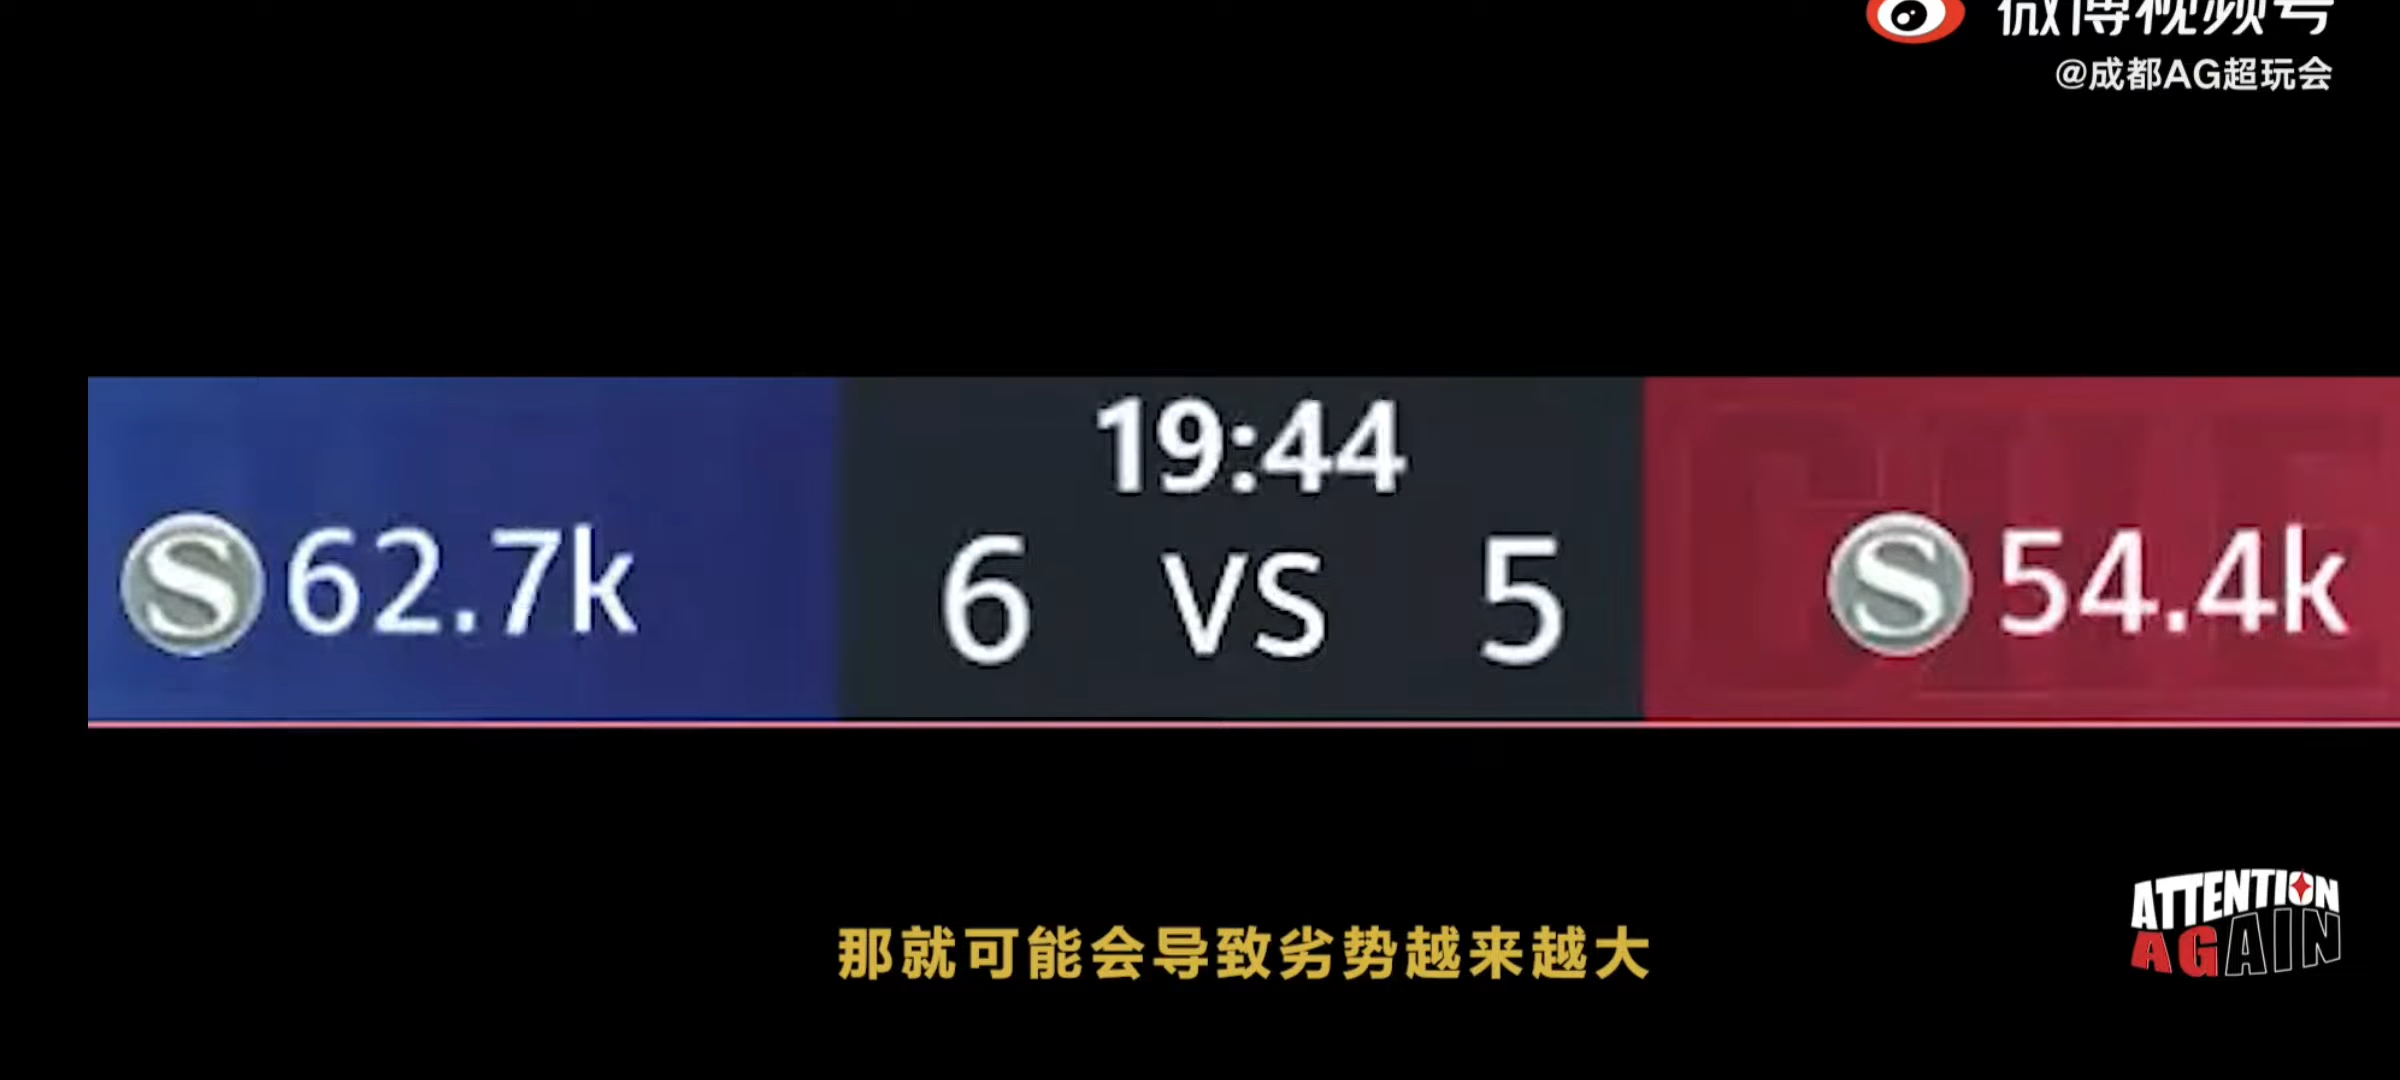 微博视频号
@成都AG超玩会
19:44
S 62.7k 6 VS 5 S 54.4k
那就可能会导致劣势越来越大
ATTENTION
AGAIN